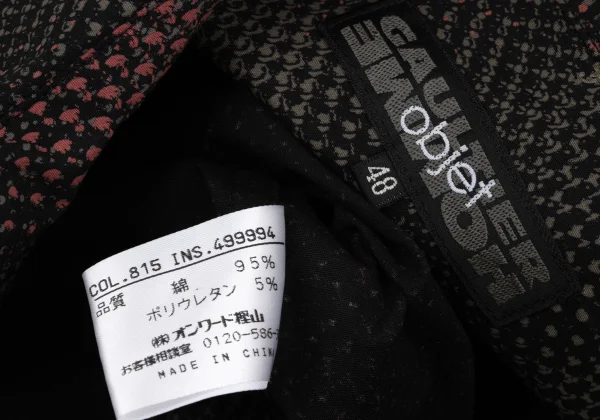 GAULTIER
HOMME
objet
48
COL.815 INS.499994
品質 綿 95%
ポリウレタン 5%
㈱オンワード樫山
お客様相談室 0120-586-
MADE IN CHINA